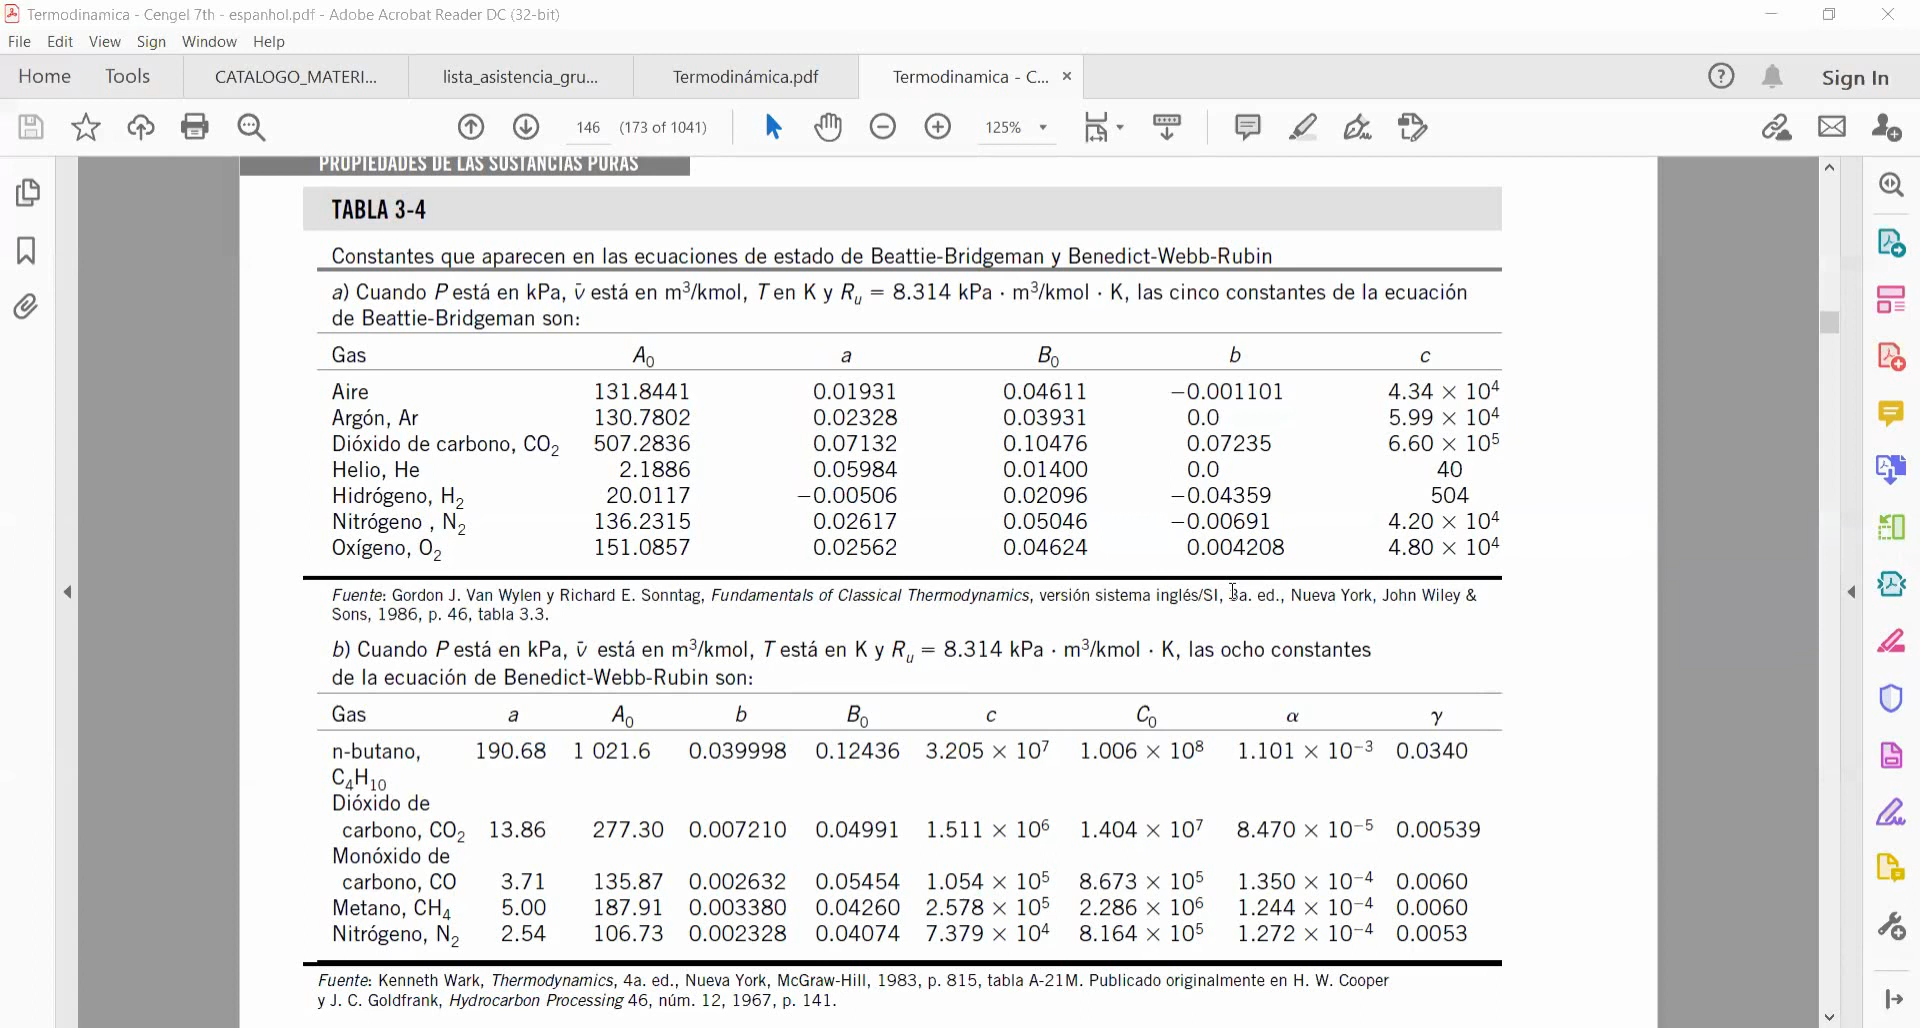 Termodinamica - Cengel 7th - espanhol.pdf - Adobe Acrobat Reader DC (32-bit)
File Edit View Sign Window Help
Home Tools CATALOGO_MATERI... lista_asistencia_gru... Termodinámica.pdf Termodinamica - C... × Sign In
146 (173 of 1041) 125%
PROPIEDADES DE LAS SUSTANCIAS PURAS
TABLA 3-4
Constantes que aparecen en las ecuaciones de estado de Beattie-Bridgeman y Benedict-Webb-Rubin
a) Cuando P está en kPa, v̄ está en m³/kmol, T en K y Rᵤ = 8.314 kPa · m³/kmol · K, las cinco constantes de la ecuación
de Beattie-Bridgeman son:
Gas A₀ a B₀ b c
Aire 131.8441 0.01931 0.04611 −0.001101 4.34 × 10⁴
Argón, Ar 130.7802 0.02328 0.03931 0.0 5.99 × 10⁴
Dióxido de carbono, CO₂ 507.2836 0.07132 0.10476 0.07235 6.60 × 10⁵
Helio, He 2.1886 0.05984 0.01400 0.0 40
Hidrógeno, H₂ 20.0117 −0.00506 0.02096 −0.04359 504
Nitrógeno , N₂ 136.2315 0.02617 0.05046 −0.00691 4.20 × 10⁴
Oxígeno, O₂ 151.0857 0.02562 0.04624 0.004208 4.80 × 10⁴
Fuente: Gordon J. Van Wylen y Richard E. Sonntag, Fundamentals of Classical Thermodynamics, versión sistema inglés/SI, 3a. ed., Nueva York, John Wiley &
Sons, 1986, p. 46, tabla 3.3.
b) Cuando P está en kPa, v̄ está en m³/kmol, T está en K y Rᵤ = 8.314 kPa · m³/kmol · K, las ocho constantes
de la ecuación de Benedict-Webb-Rubin son:
Gas a A₀ b B₀ c C₀ α γ
n-butano, 190.68 1 021.6 0.039998 0.12436 3.205 × 10⁷ 1.006 × 10⁸ 1.101 × 10⁻³ 0.0340
C₄H₁₀
Dióxido de
carbono, CO₂ 13.86 277.30 0.007210 0.04991 1.511 × 10⁶ 1.404 × 10⁷ 8.470 × 10⁻⁵ 0.00539
Monóxido de
carbono, CO 3.71 135.87 0.002632 0.05454 1.054 × 10⁵ 8.673 × 10⁵ 1.350 × 10⁻⁴ 0.0060
Metano, CH₄ 5.00 187.91 0.003380 0.04260 2.578 × 10⁵ 2.286 × 10⁶ 1.244 × 10⁻⁴ 0.0060
Nitrógeno, N₂ 2.54 106.73 0.002328 0.04074 7.379 × 10⁴ 8.164 × 10⁵ 1.272 × 10⁻⁴ 0.0053
Fuente: Kenneth Wark, Thermodynamics, 4a. ed., Nueva York, McGraw-Hill, 1983, p. 815, tabla A-21M. Publicado originalmente en H. W. Cooper
y J. C. Goldfrank, Hydrocarbon Processing 46, núm. 12, 1967, p. 141.